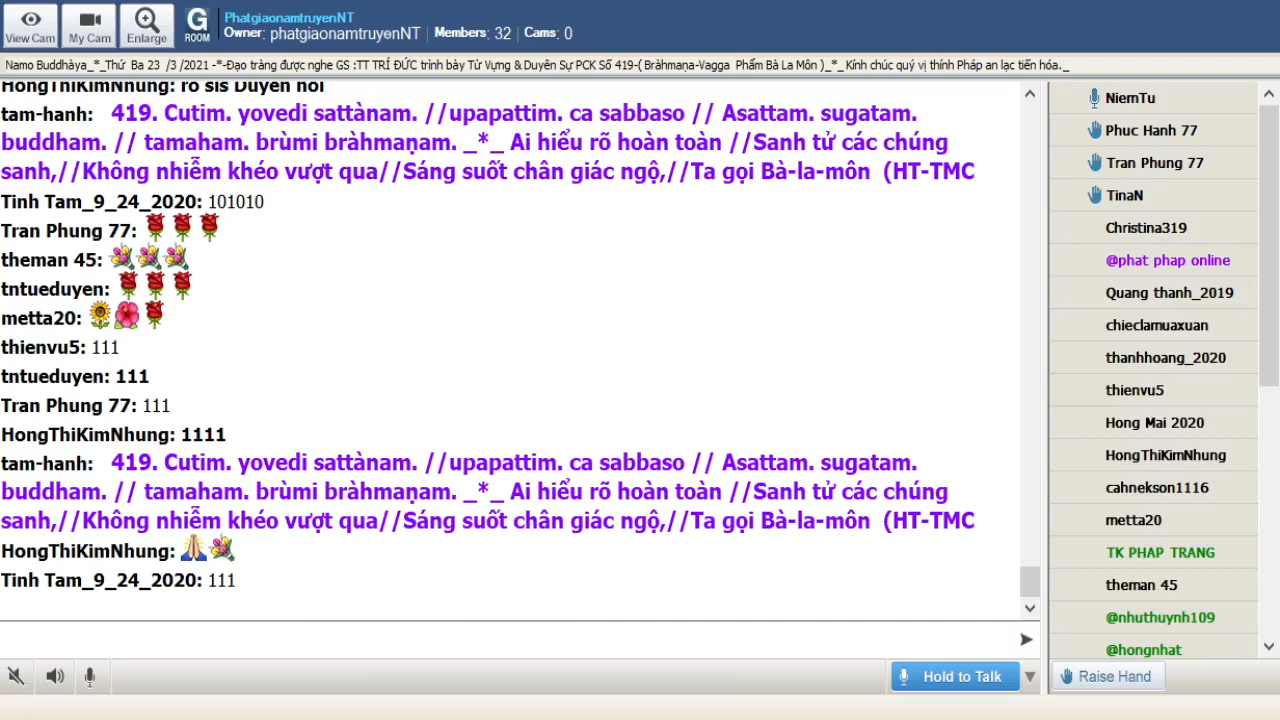 View Cam
My Cam
Enlarge
G
ROOM
PhatgiaonamtruyenNT
Owner: phatgiaonamtruyenNT | Members: 32 | Cams: 0
Namo Buddhàya_*_Thứ Ba 23 /3 /2021 -*-Đạo tràng được nghe GS :TT TRÍ ĐỨC trình bày Từ Vựng & Duyên Sự PCK Số 419-( Bràhmaṇa-Vagga Phẩm Bà La Môn )_*_ Kính chúc quý vị thính Pháp an lạc tiến hóa._
HongThiKimNhung: ro sis Duyen noi
tam-hanh: 419. Cutim. yovedi sattànam. //upapattim. ca sabbaso // Asattam. sugatam.
buddham. // tamaham. brùmi bràhmaṇam. _*_ Ai hiểu rõ hoàn toàn //Sanh tử các chúng
sanh,//Không nhiễm khéo vượt qua//Sáng suốt chân giác ngộ,//Ta gọi Bà-la-môn (HT-TMC
Tinh Tam_9_24_2020: 101010
Tran Phung 77:
theman 45:
tntueduyen:
metta20:
thienvu5: 111
tntueduyen: 111
Tran Phung 77: 111
HongThiKimNhung: 1111
tam-hanh: 419. Cutim. yovedi sattànam. //upapattim. ca sabbaso // Asattam. sugatam.
buddham. // tamaham. brùmi bràhmaṇam. _*_ Ai hiểu rõ hoàn toàn //Sanh tử các chúng
sanh,//Không nhiễm khéo vượt qua//Sáng suốt chân giác ngộ,//Ta gọi Bà-la-môn (HT-TMC
HongThiKimNhung:
Tinh Tam_9_24_2020: 111
Hold to Talk
NiemTu
Phuc Hanh 77
Tran Phung 77
TinaN
Christina319
@phat phap online
Quang thanh_2019
chieclamuaxuan
thanhhoang_2020
thienvu5
Hong Mai 2020
HongThiKimNhung
cahnekson1116
metta20
TK PHAP TRANG
theman 45
@nhuthuynh109
@hongnhat
Raise Hand